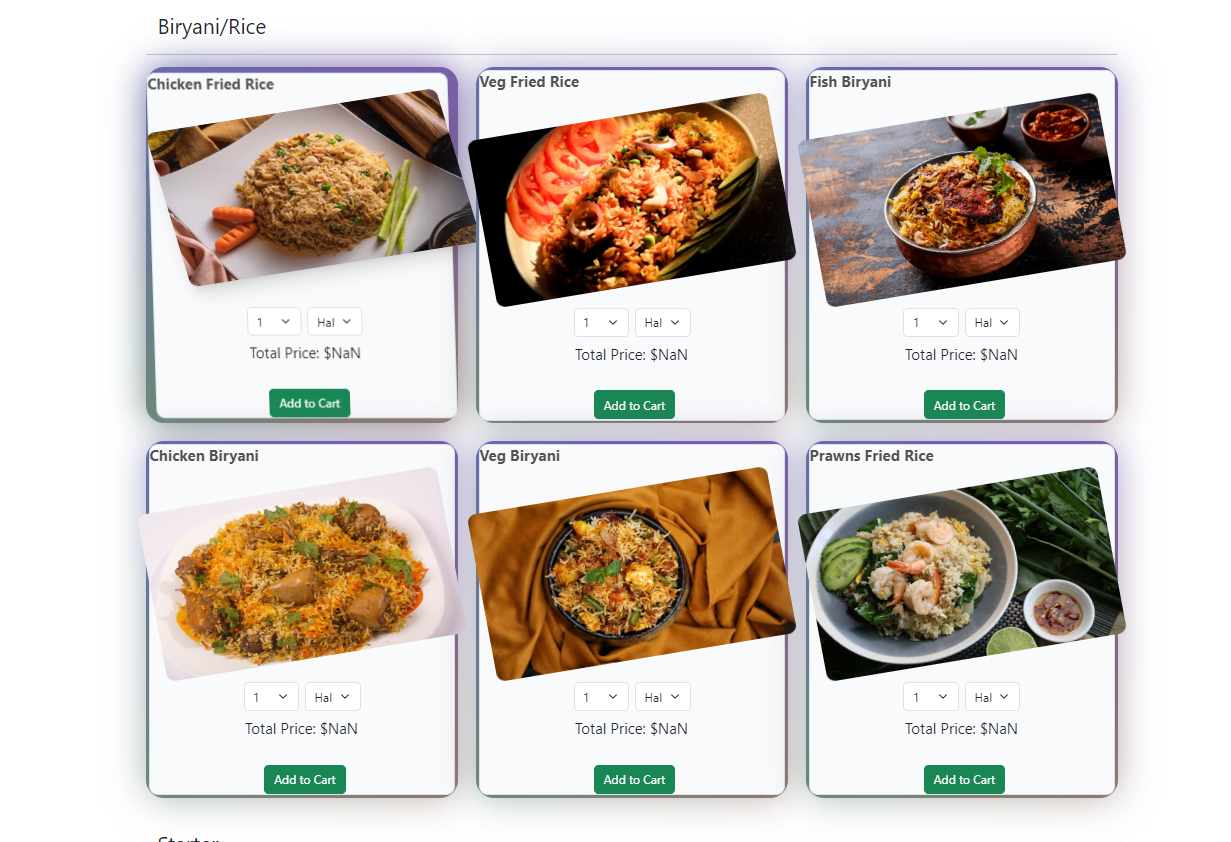 Biryani/Rice
Chicken Fried Rice
Veg Fried Rice
Fish Biryani
1 Hal
1 Hal
1 Hal
Total Price: $NaN
Total Price: $NaN
Total Price: $NaN
Add to Cart
Add to Cart
Add to Cart
Chicken Biryani
Veg Biryani
Prawns Fried Rice
1 Hal
1 Hal
1 Hal
Total Price: $NaN
Total Price: $NaN
Total Price: $NaN
Add to Cart
Add to Cart
Add to Cart